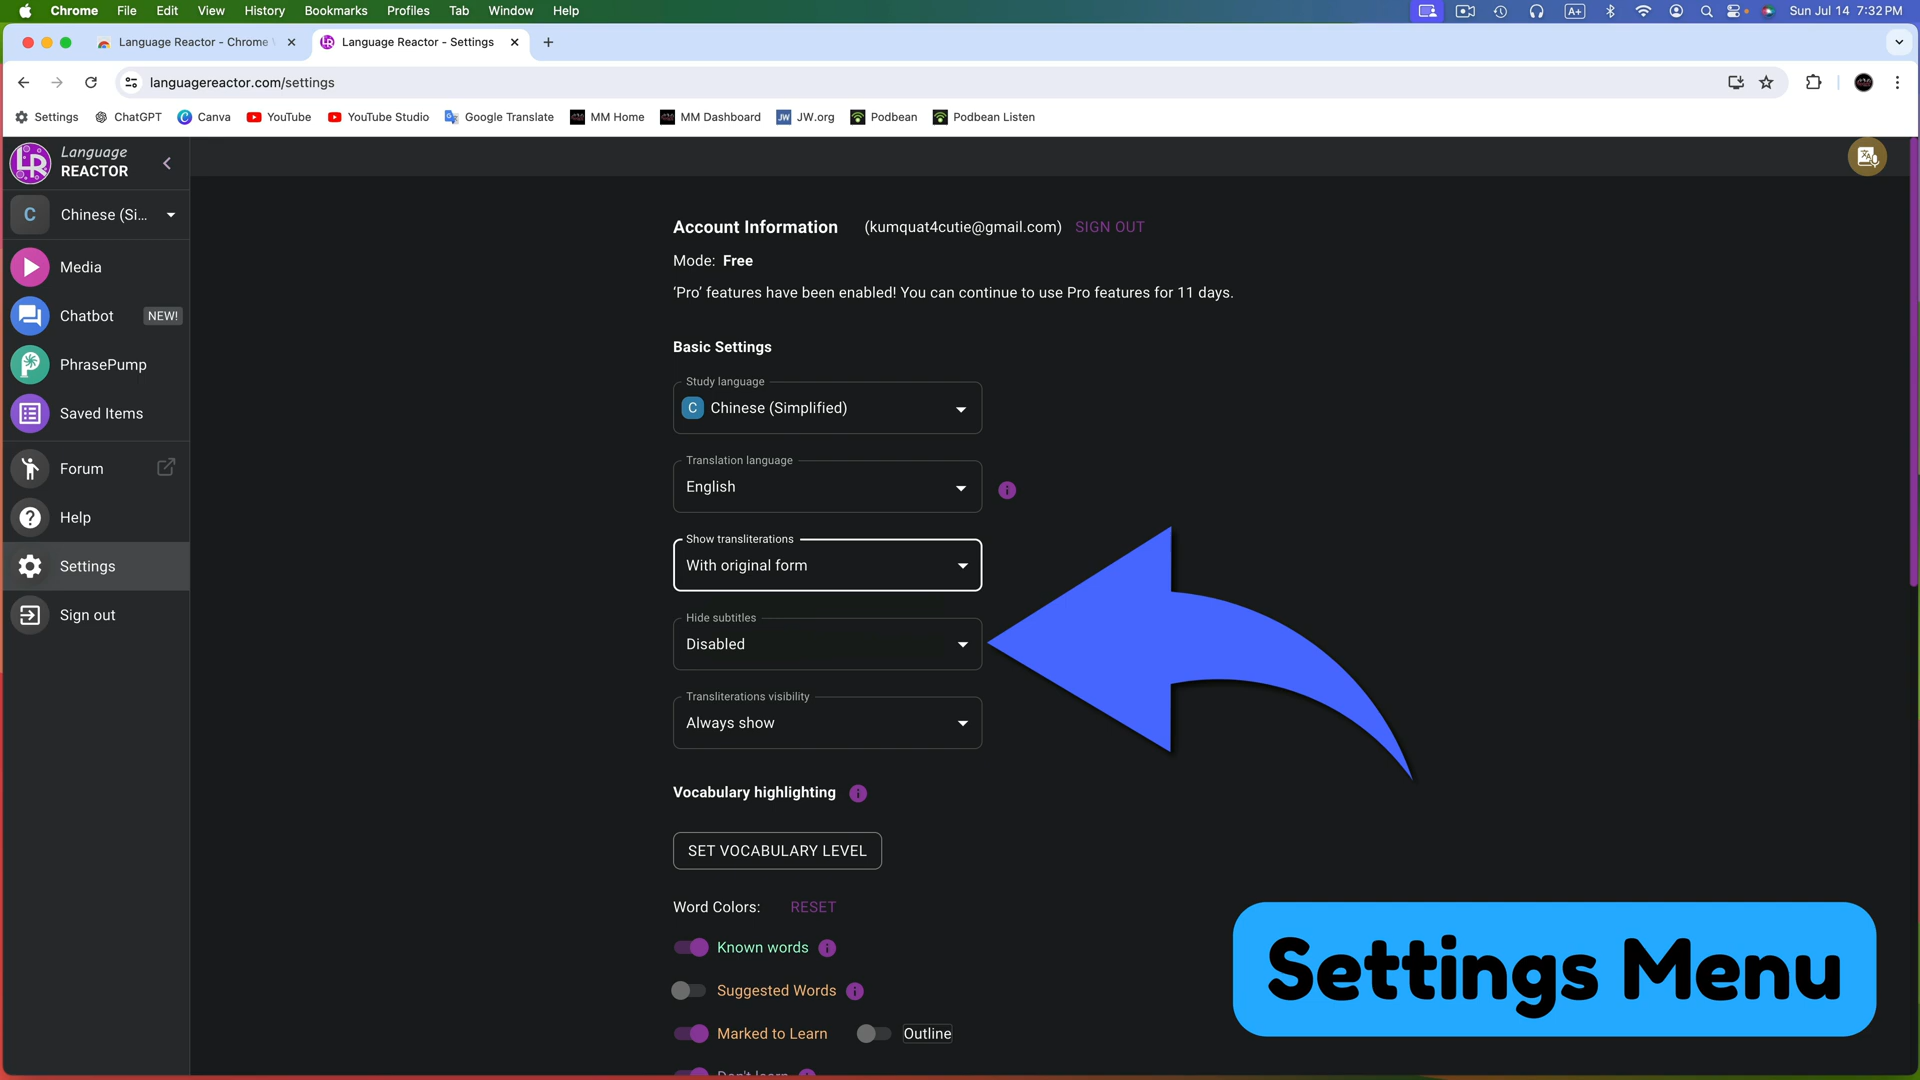 Chrome File Edit View History Bookmarks Profiles Tab Window Help
A+ Sun Jul 14 7:32 PM
Language Reactor - Chrome
Language Reactor - Settings
languagereactor.com/settings
Settings ChatGPT Canva YouTube YouTube Studio Google Translate MM Home MM Dashboard JW.org Podbean Podbean Listen
LR Language
REACTOR
C Chinese (Si...
Media
Chatbot NEW!
PhrasePump
Saved Items
Forum
Help
Settings
Sign out
Account Information (kumquat4cutie@gmail.com) SIGN OUT
Mode: Free
‘Pro’ features have been enabled! You can continue to use Pro features for 11 days.
Basic Settings
Study language
C Chinese (Simplified)
Translation language
English
Show transliterations
With original form
Hide subtitles
Disabled
Transliterations visibility
Always show
Vocabulary highlighting
SET VOCABULARY LEVEL
Word Colors: RESET
Known words
Suggested Words
Marked to Learn Outline
Don't learn
Settings Menu